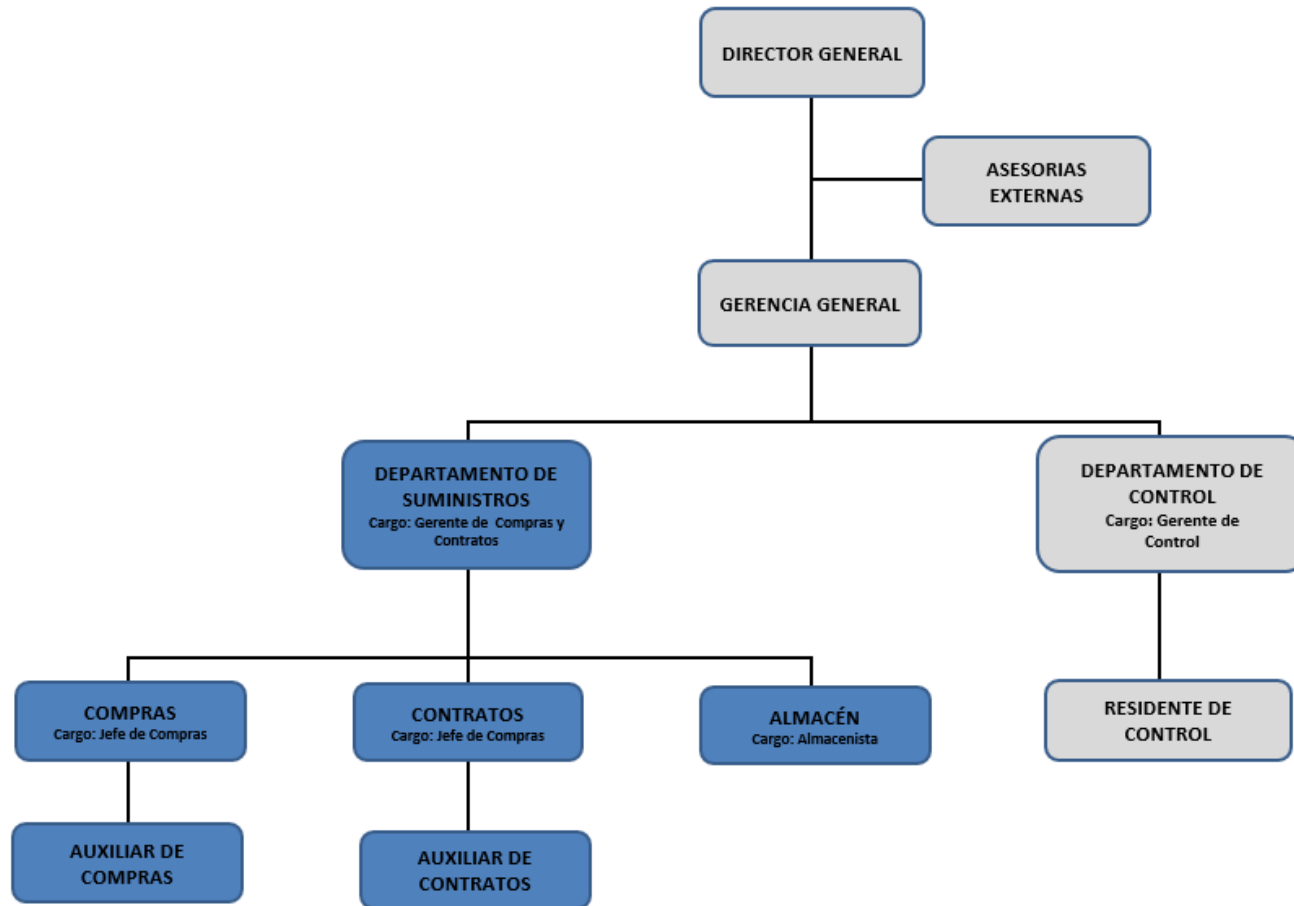 DIRECTOR GENERAL
ASESORIAS
EXTERNAS
GERENCIA GENERAL
DEPARTAMENTO DE
SUMINISTROS
Cargo: Gerente de Compras y
Contratos
DEPARTAMENTO DE
CONTROL
Cargo: Gerente de
Control
COMPRAS
Cargo: Jefe de Compras
CONTRATOS
Cargo: Jefe de Compras
ALMACÉN
Cargo: Almacenista
RESIDENTE DE
CONTROL
AUXILIAR DE
COMPRAS
AUXILIAR DE
CONTRATOS